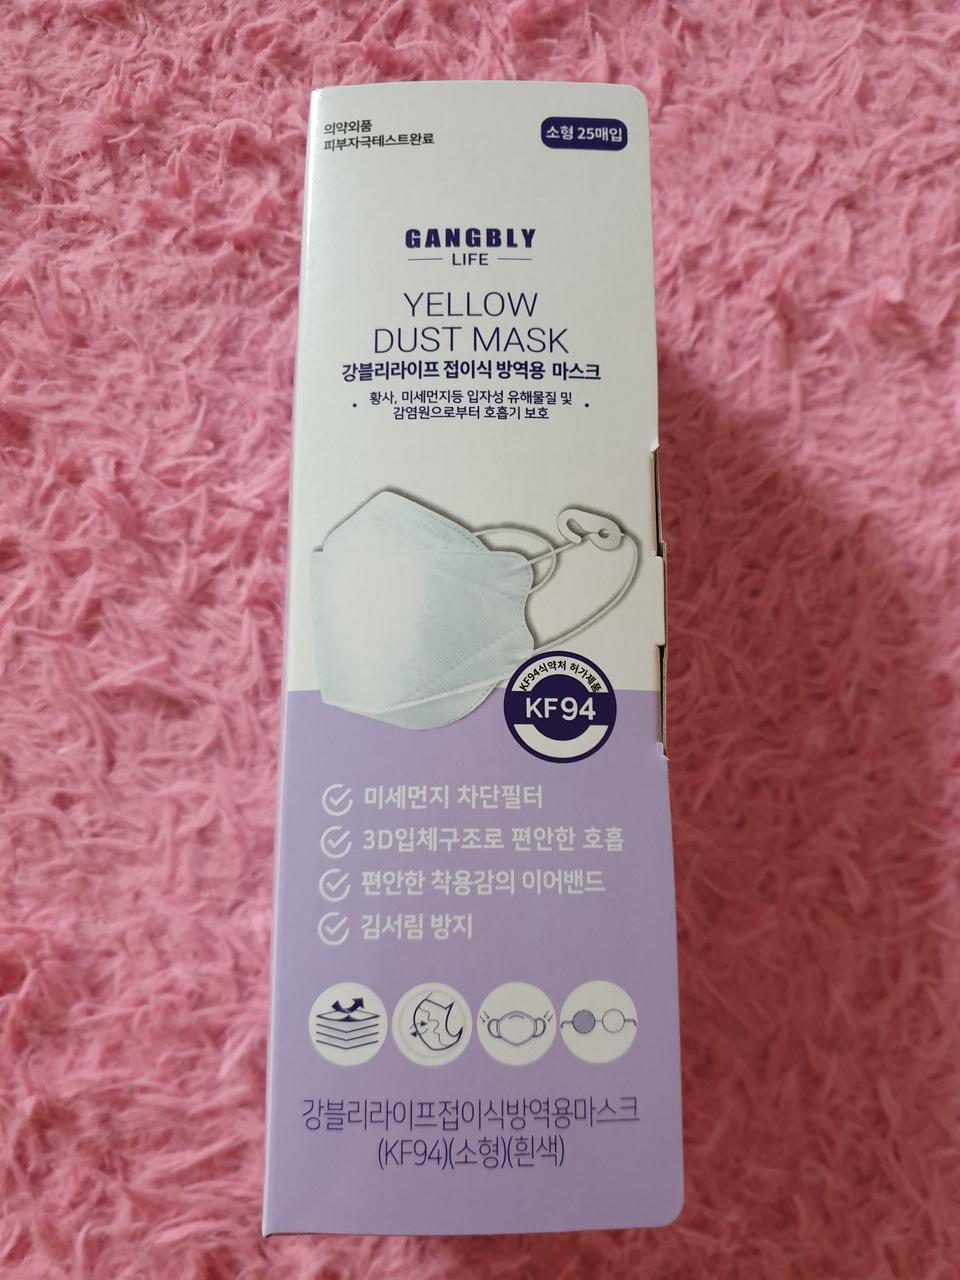 의약외품
피부자극테스트완료
소형 25매입
GANGBLY
LIFE
YELLOW
DUST MASK
강블리라이프 접이식 방역용 마스크
황사, 미세먼지등 입자성 유해물질 및
감염원으로부터 호흡기 보호
KF94식약처 허가제품
KF94
미세먼지 차단필터
3D입체구조로 편안한 호흡
편안한 착용감의 이어밴드
김서림 방지
강블리라이프접이식방역용마스크
(KF94)(소형)(흰색)